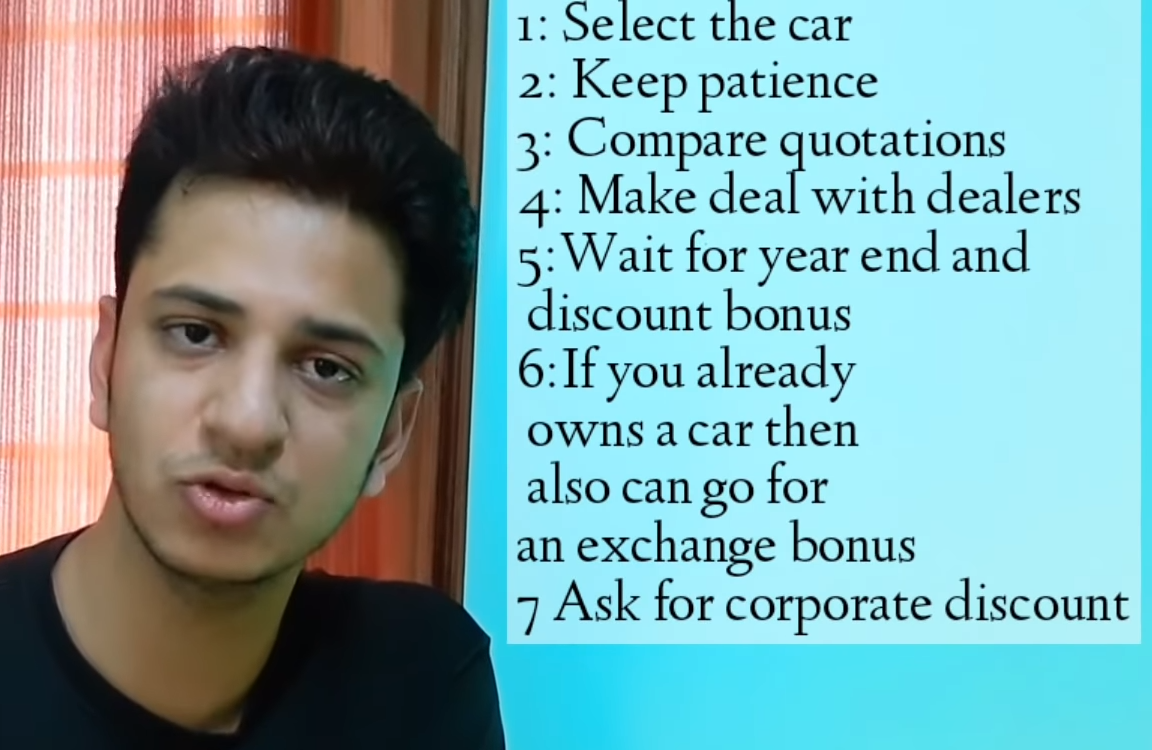 1: Select the car
2: Keep patience
3: Compare quotations
4: Make deal with dealers
5:Wait for year end and
discount bonus
6:If you already
owns a car then
also can go for
an exchange bonus
7 Ask for corporate discount